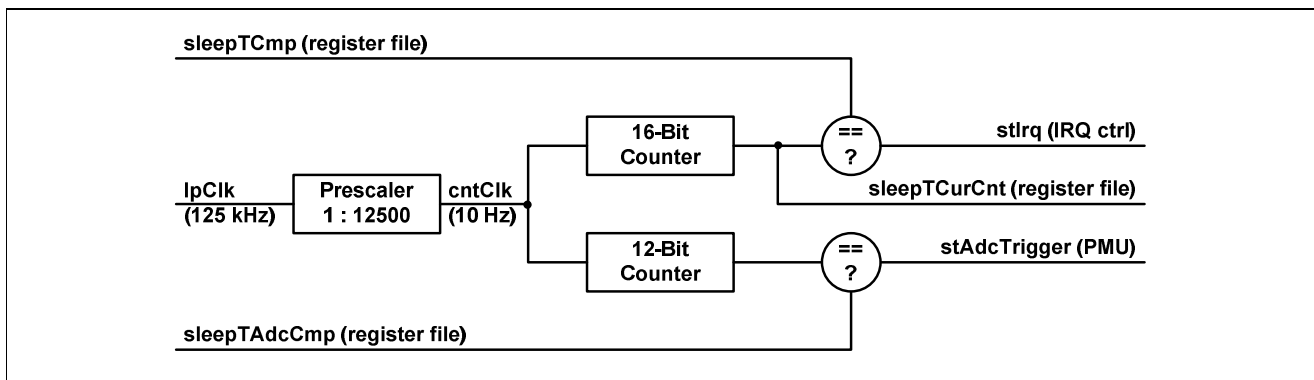 sleepTCmp (register file)
16-Bit
Counter
==
?
stIrq (IRQ ctrl)
lpClk
(125 kHz)
Prescaler
1 : 12500
cntClk
(10 Hz)
sleepTCurCnt (register file)
12-Bit
Counter
==
?
stAdcTrigger (PMU)
sleepTAdcCmp (register file)